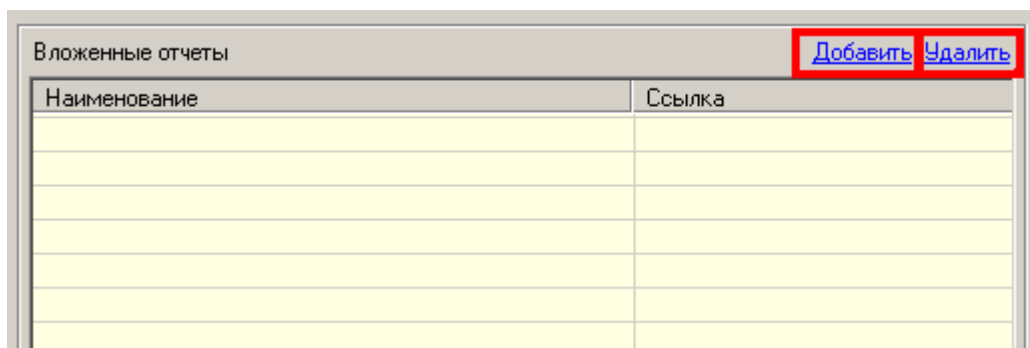 Вложенные отчеты Добавить Удалить
Наименование Ссылка